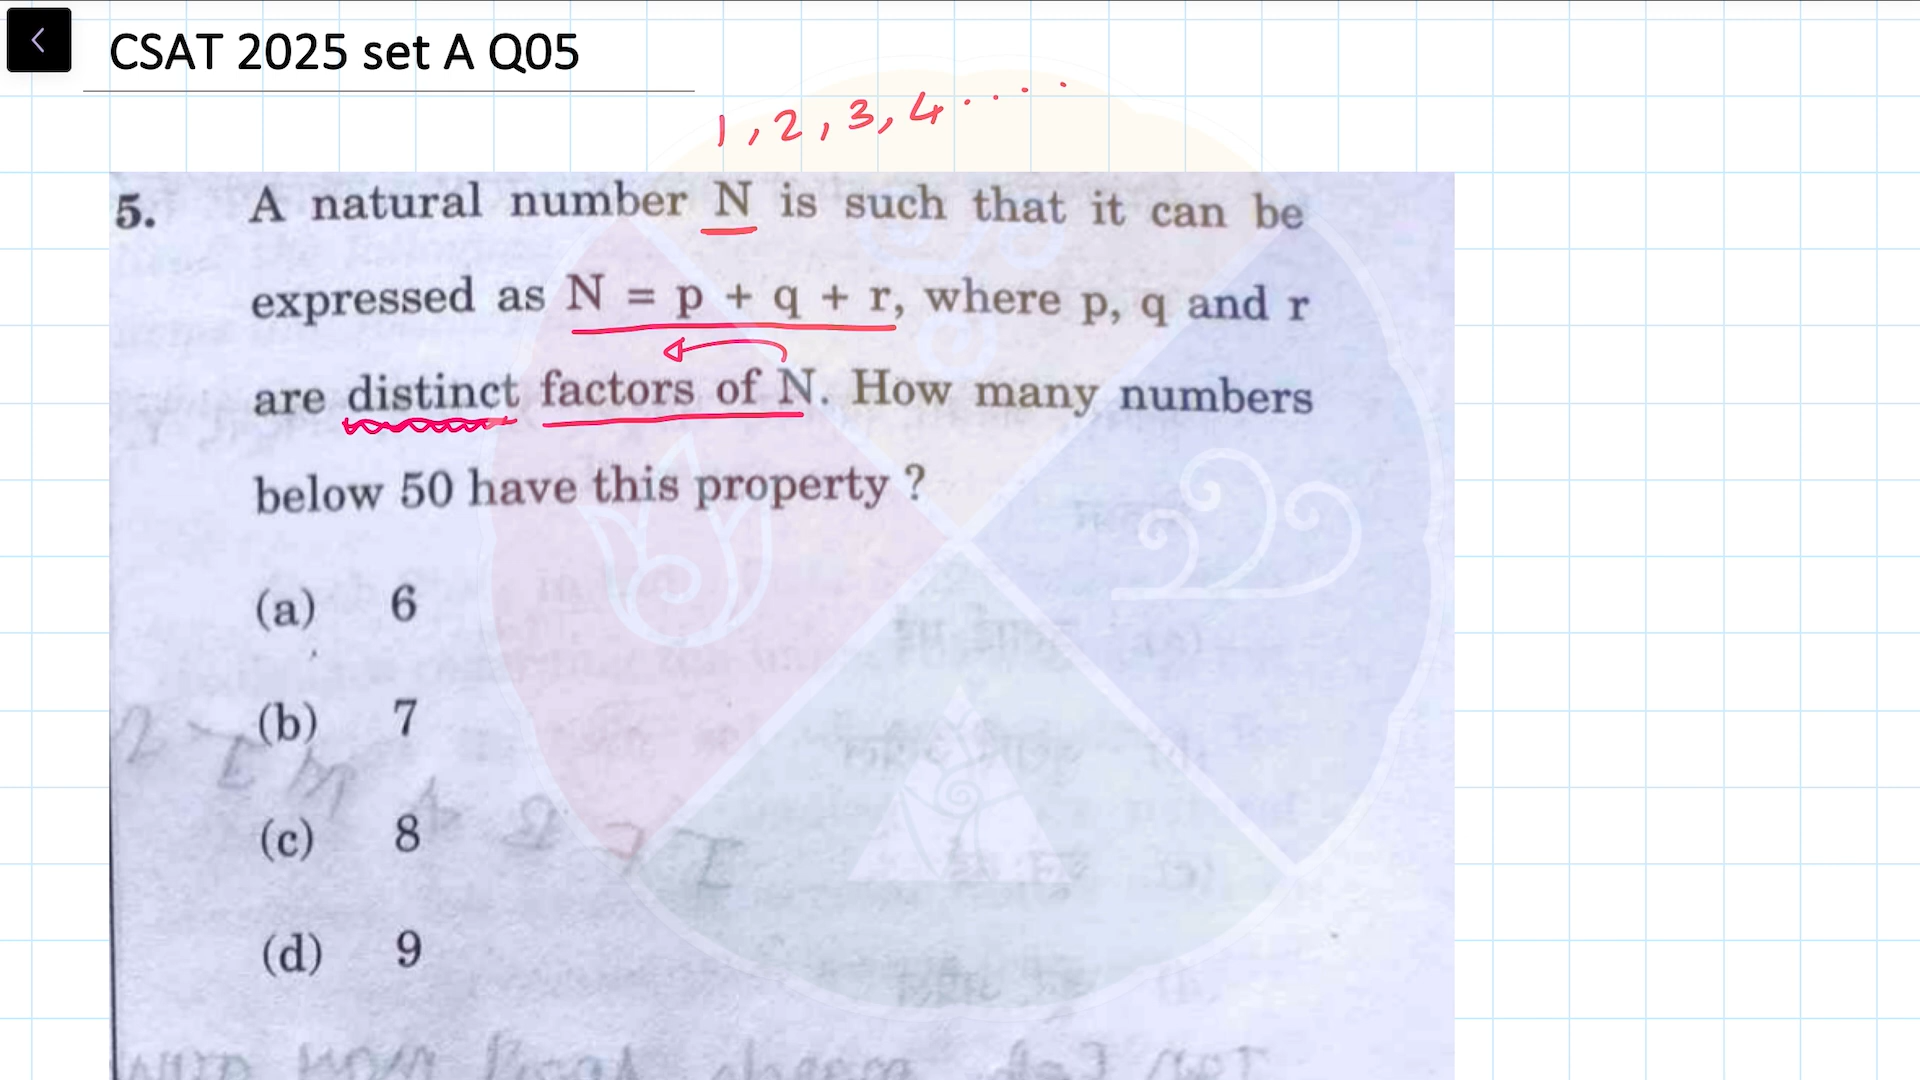 CSAT 2025 set A Q05
1, 2, 3, 4 . . . .
5. A natural number N is such that it can be
expressed as N = p + q + r, where p, q and r
are distinct factors of N. How many numbers
below 50 have this property ?
(a) 6
(b) 7
(c) 8
(d) 9